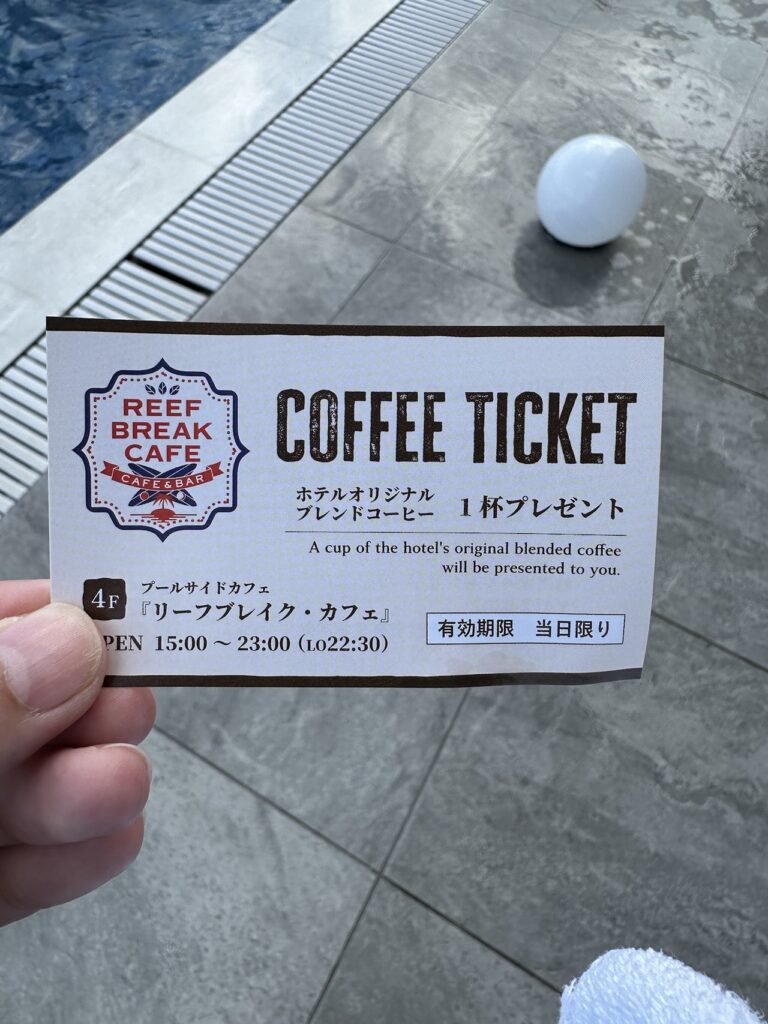 REEF
BREAK
CAFE
CAFE & BAR
COFFEE TICKET
ホテルオリジナル
ブレンドコーヒー 1杯プレゼント
A cup of the hotel's original blended coffee
will be presented to you.
4F
プールサイドカフェ
『リーフブレイク・カフェ』
PEN 15:00 ～ 23:00 (LO22:30)
有効期限 当日限り